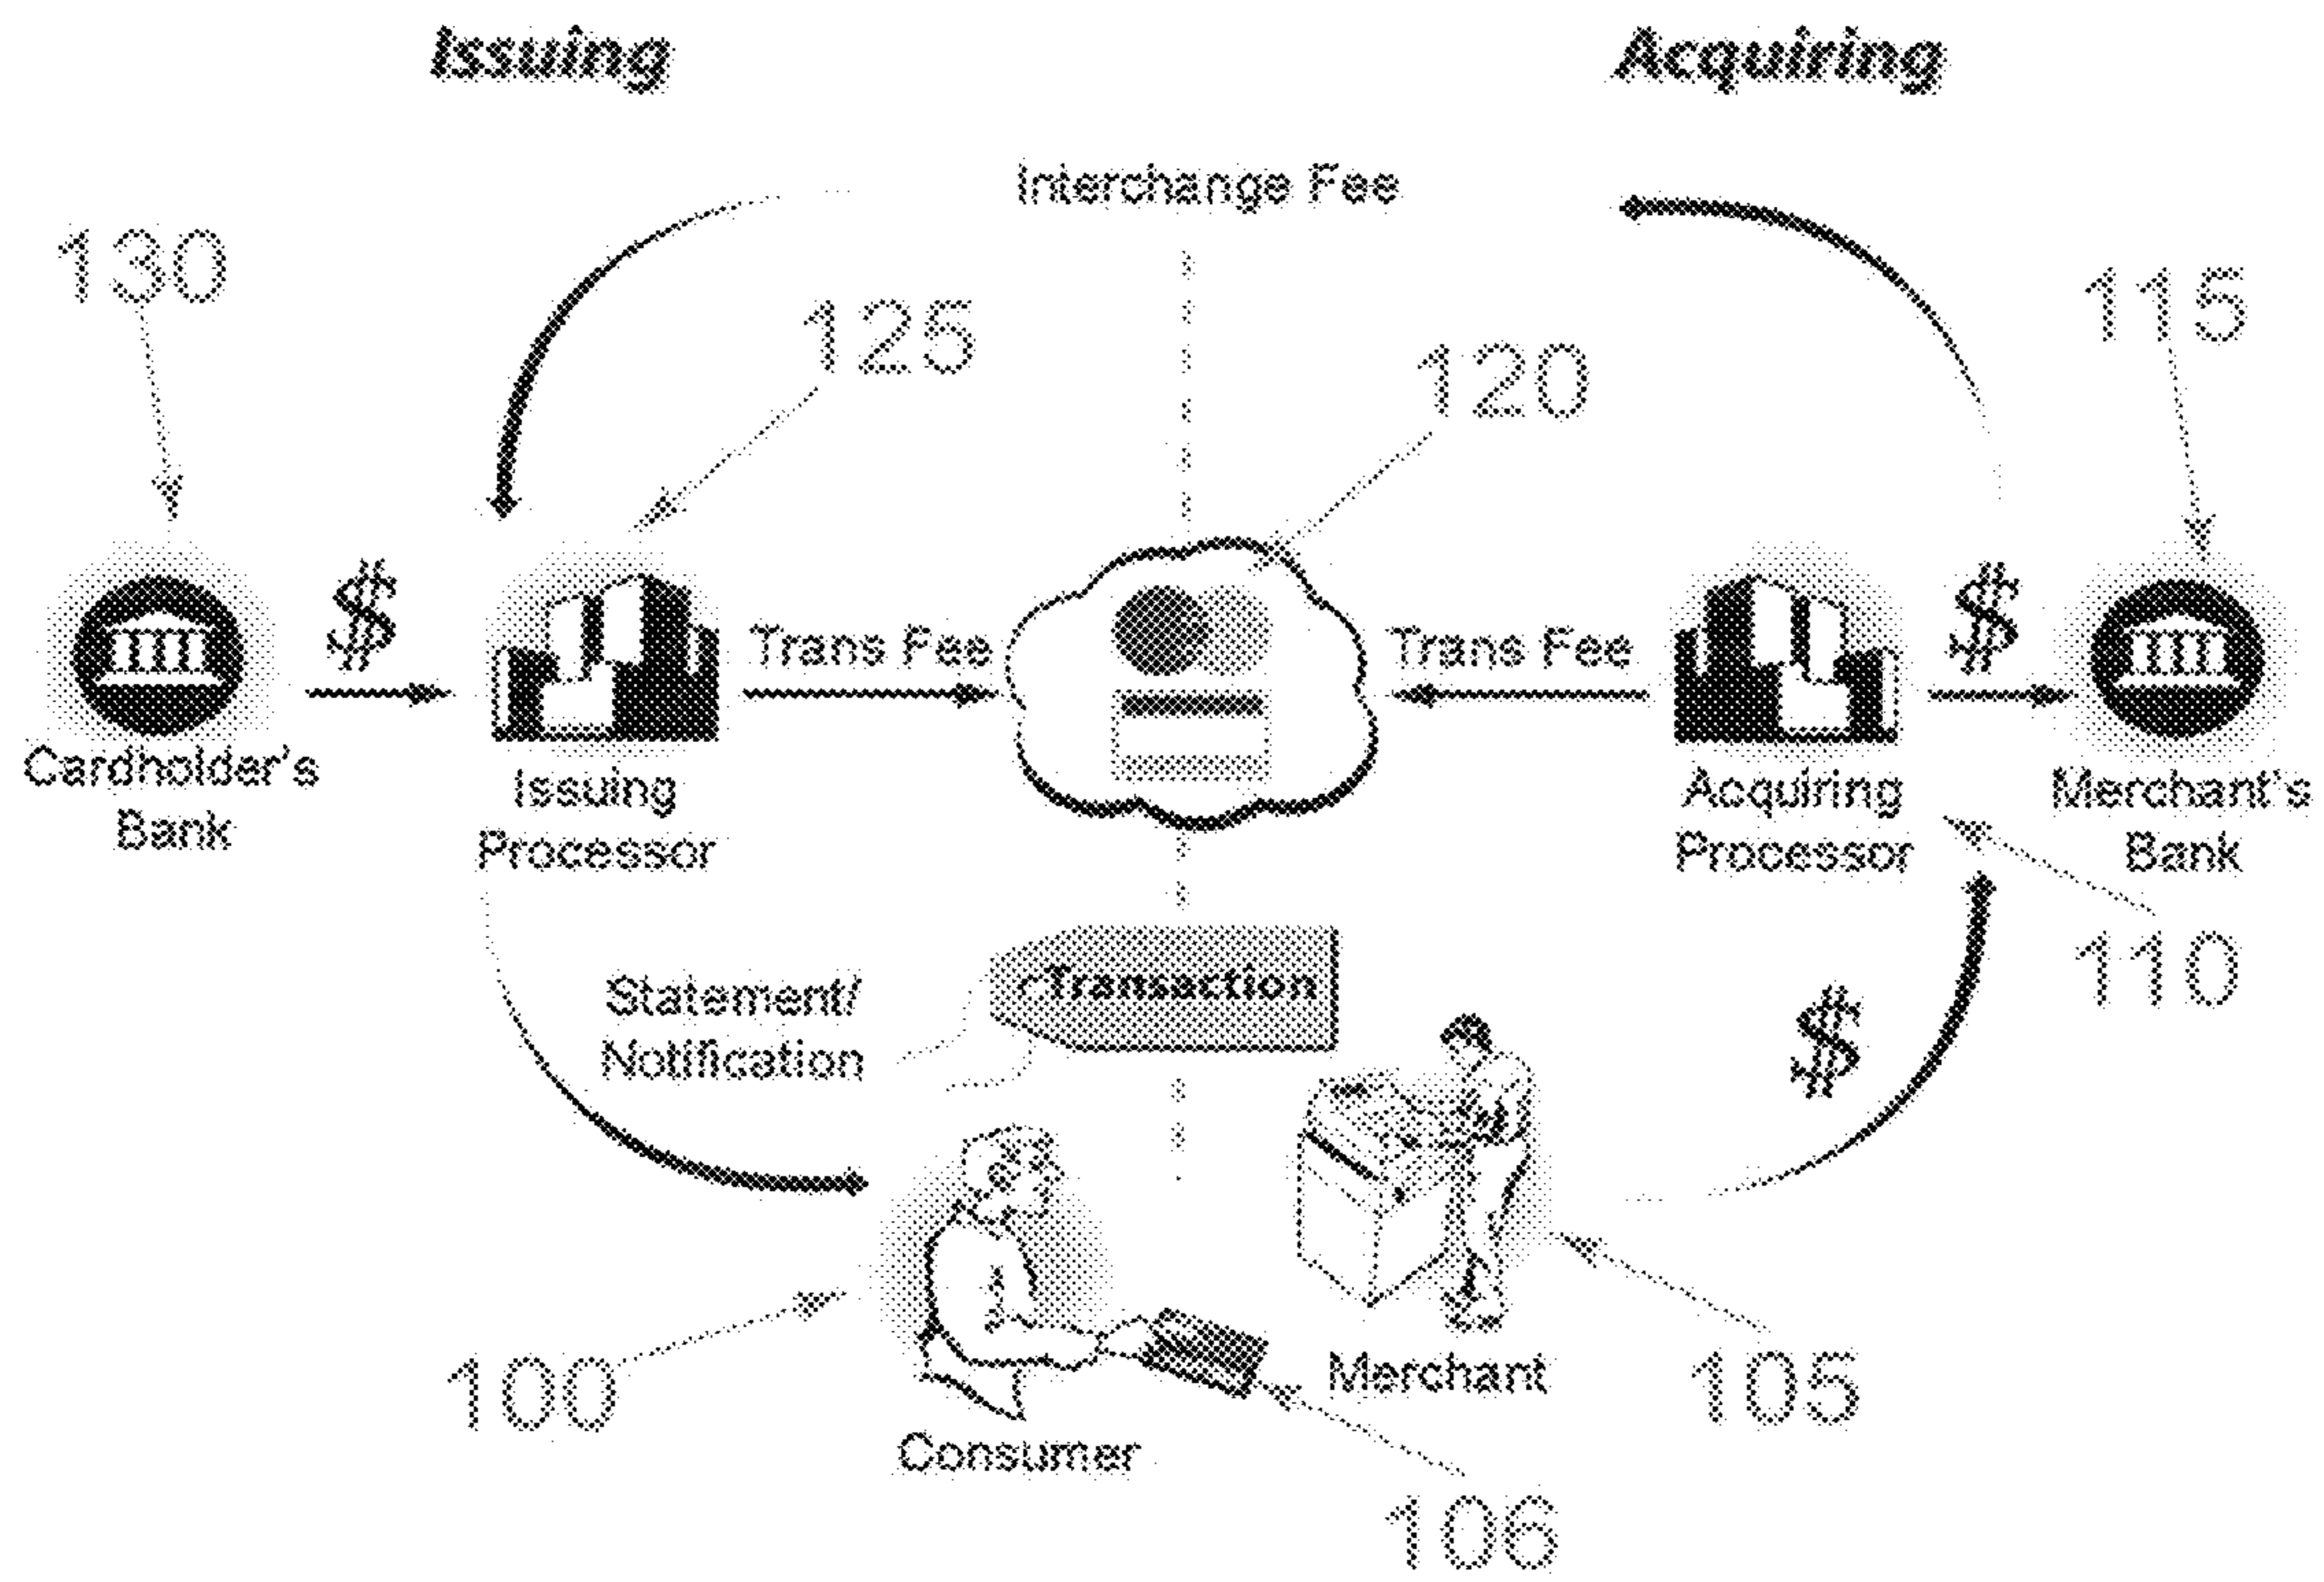 Issuing
Acquiring
Interchange Fee
130
125
120
115
$
Trans Fee
Trans Fee
$
Cardholder's
Bank
Issuing
Processor
Acquiring
Processor
Merchant's
Bank
110
Statement/
Notification
Transaction
$
100
Consumer
Merchant
105
106